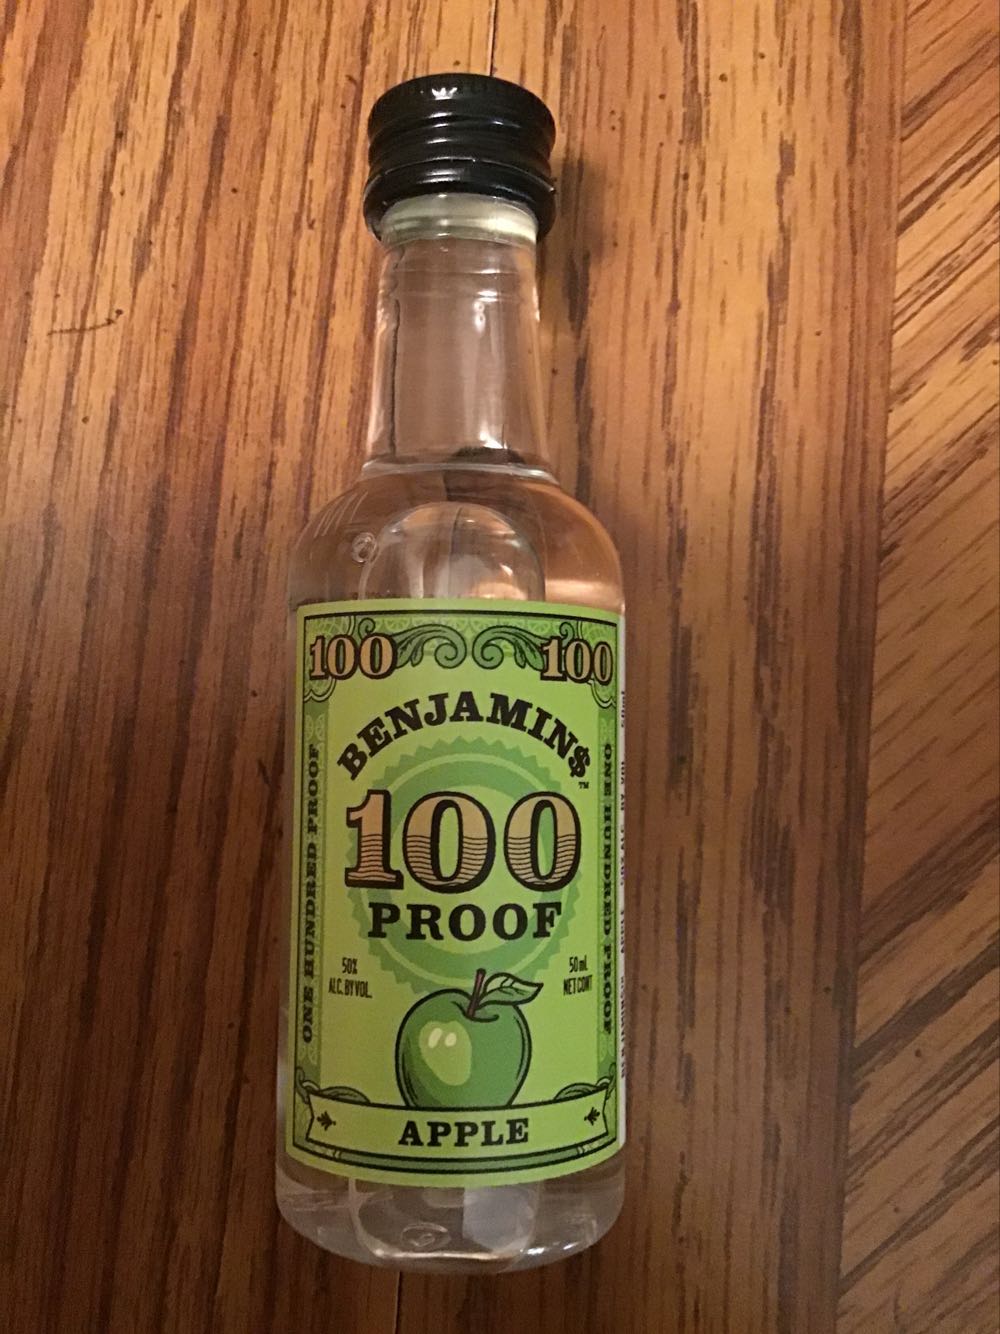 100 100
BENJAMIN$
™
100
PROOF
ONE HUNDRED PROOF
ONE HUNDRED PROOF
50%
ALC. BY VOL.
50 mL
NET CONT
APPLE